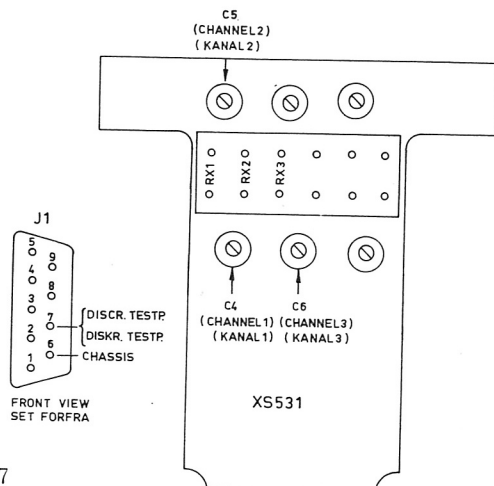 C5
(CHANNEL2)
(KANAL2)
RX1
RX2
RX3
J1
5
9
4
8
3
7
2
6
1
DISCR. TESTP.
DISKR. TESTP.
CHASSIS
FRONT VIEW
SET FORFRA
C4
(CHANNEL1)
(KANAL1)
C6
(CHANNEL3)
(KANAL3)
XS531
7